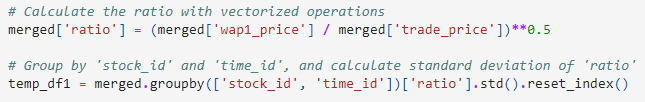 # Calculate the ratio with vectorized operations
merged['ratio'] = (merged['wap1_price'] / merged['trade_price'])**0.5
# Group by 'stock_id' and 'time_id', and calculate standard deviation of 'ratio'
temp_df1 = merged.groupby(['stock_id', 'time_id'])['ratio'].std().reset_index()